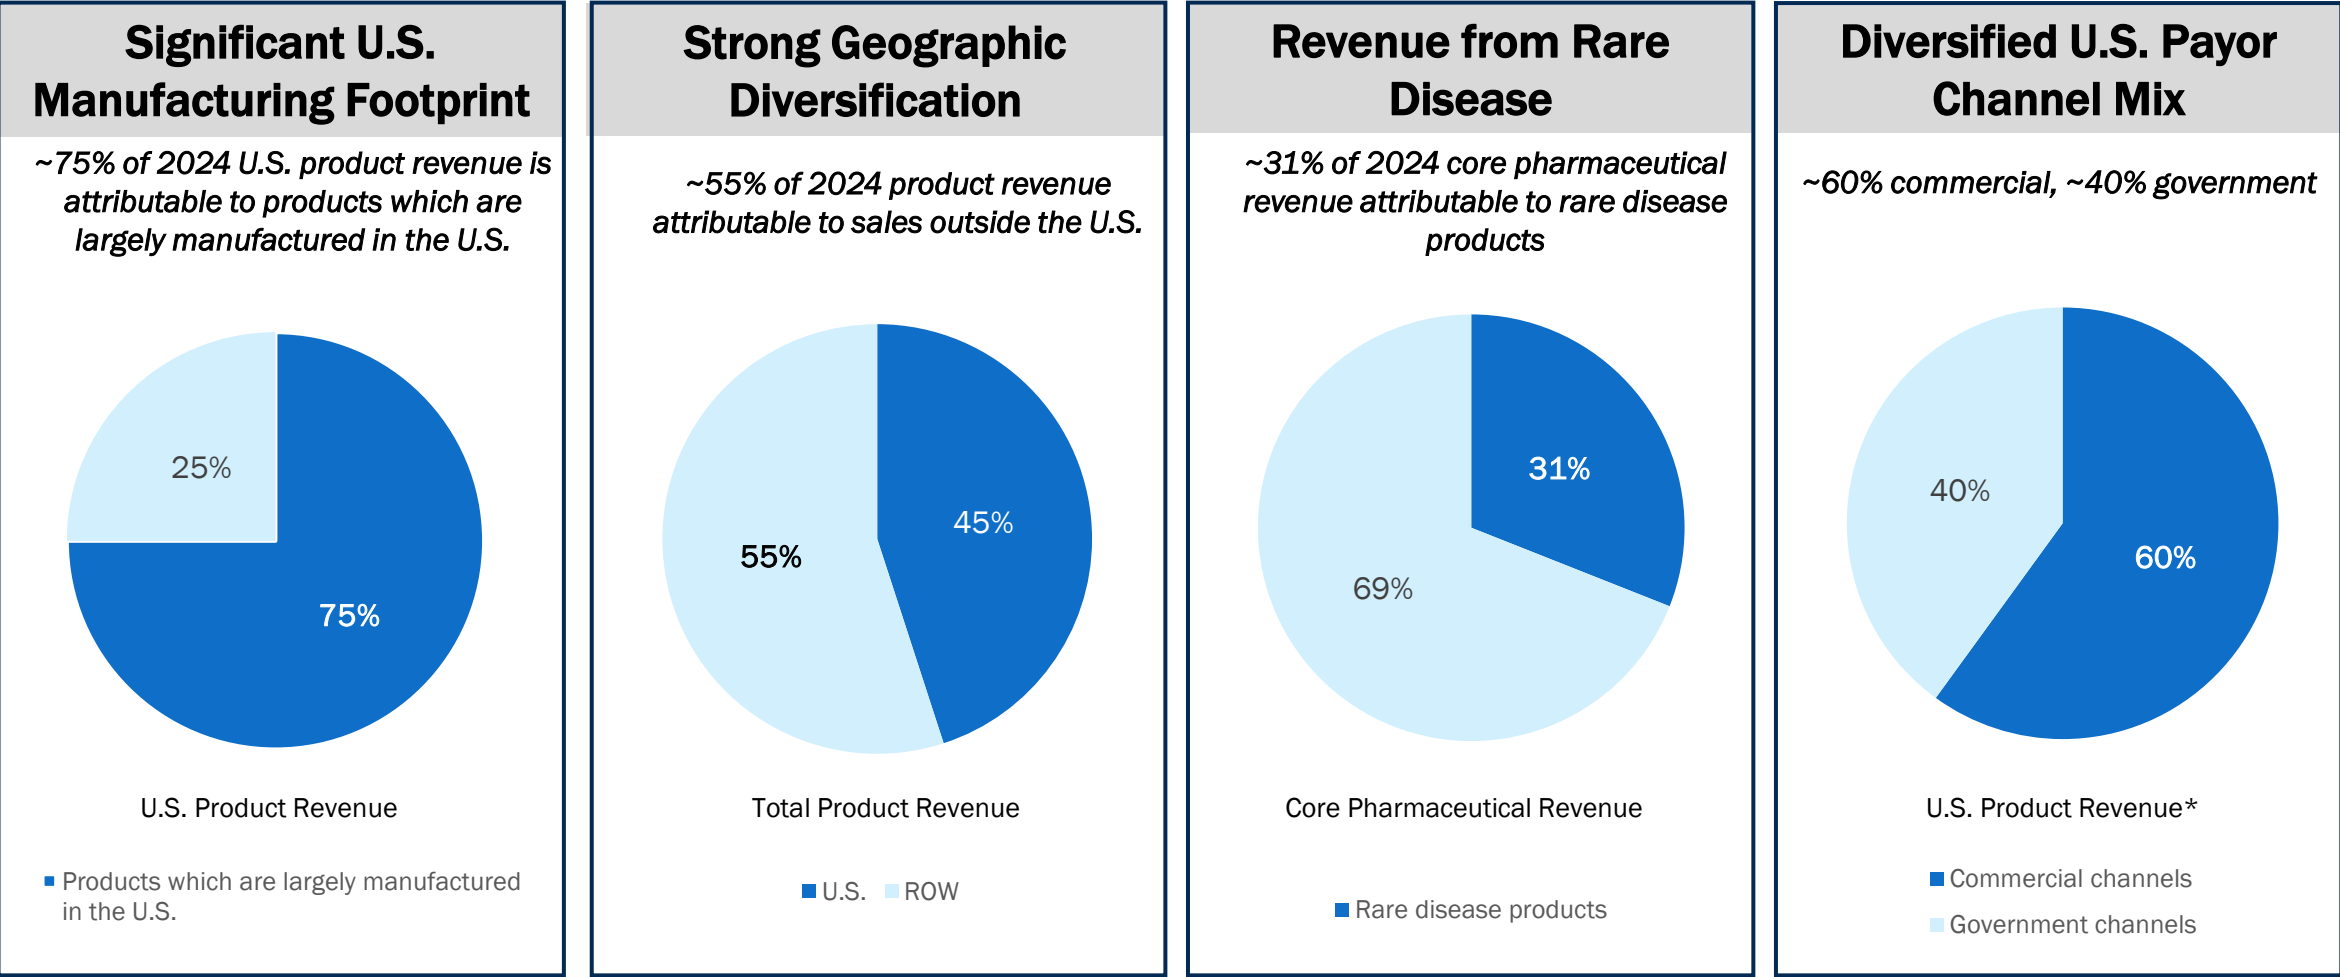 Significant U.S.
Manufacturing Footprint
~75% of 2024 U.S. product revenue is
attributable to products which are
largely manufactured in the U.S.
25%
75%
U.S. Product Revenue
Products which are largely manufactured
in the U.S.
Strong Geographic
Diversification
~55% of 2024 product revenue
attributable to sales outside the U.S.
45%
55%
Total Product Revenue
U.S. ROW
Revenue from Rare
Disease
~31% of 2024 core pharmaceutical
revenue attributable to rare disease
products
31%
69%
Core Pharmaceutical Revenue
Rare disease products
Diversified U.S. Payor
Channel Mix
~60% commercial, ~40% government
40%
60%
U.S. Product Revenue*
Commercial channels
Government channels